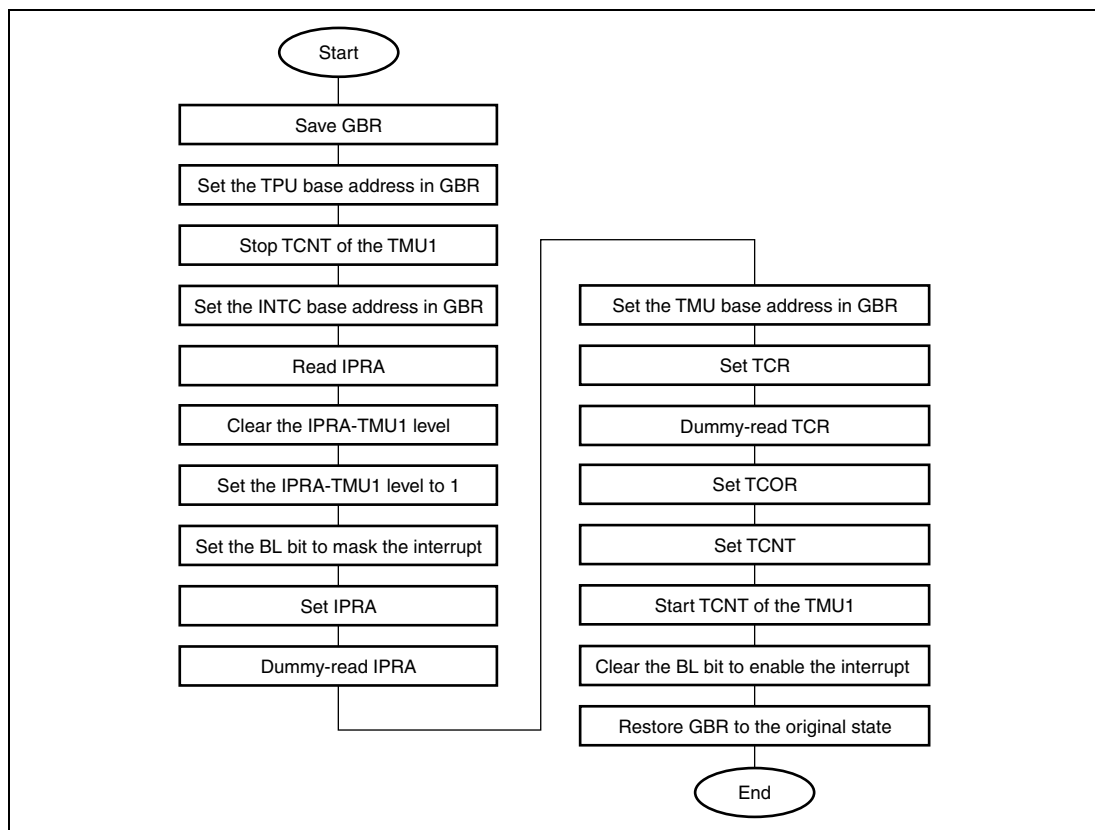 Start
Save GBR
Set the TPU base address in GBR
Stop TCNT of the TMU1
Set the INTC base address in GBR
Read IPRA
Clear the IPRA-TMU1 level
Set the IPRA-TMU1 level to 1
Set the BL bit to mask the interrupt
Set IPRA
Dummy-read IPRA
Set the TMU base address in GBR
Set TCR
Dummy-read TCR
Set TCOR
Set TCNT
Start TCNT of the TMU1
Clear the BL bit to enable the interrupt
Restore GBR to the original state
End